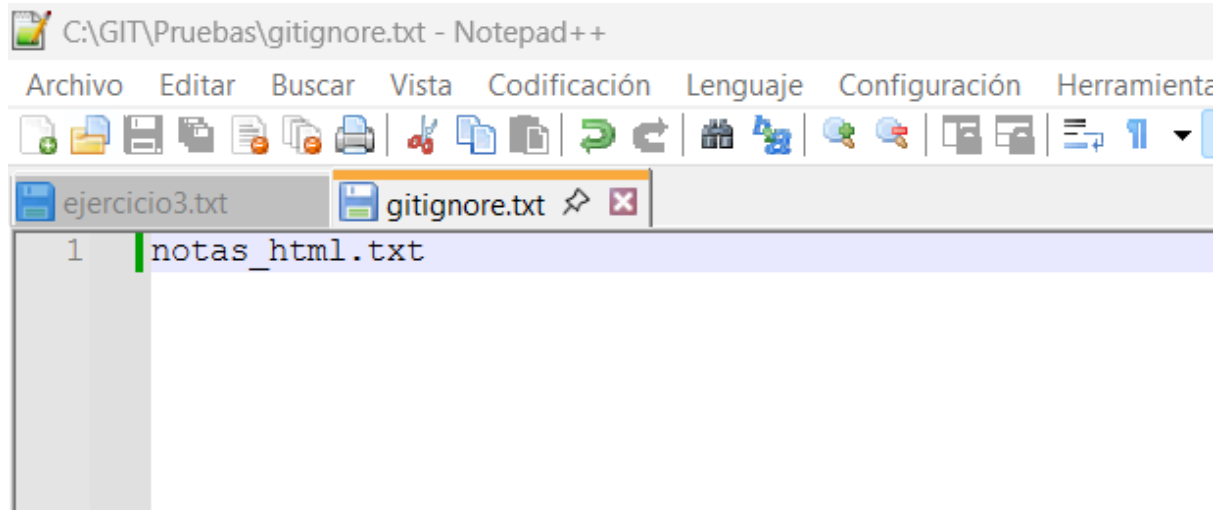 C:\GIT\Pruebas\gitignore.txt - Notepad++
Archivo Editar Buscar Vista Codificación Lenguaje Configuración Herramienta
ejercicio3.txt gitignore.txt
1 notas_html.txt